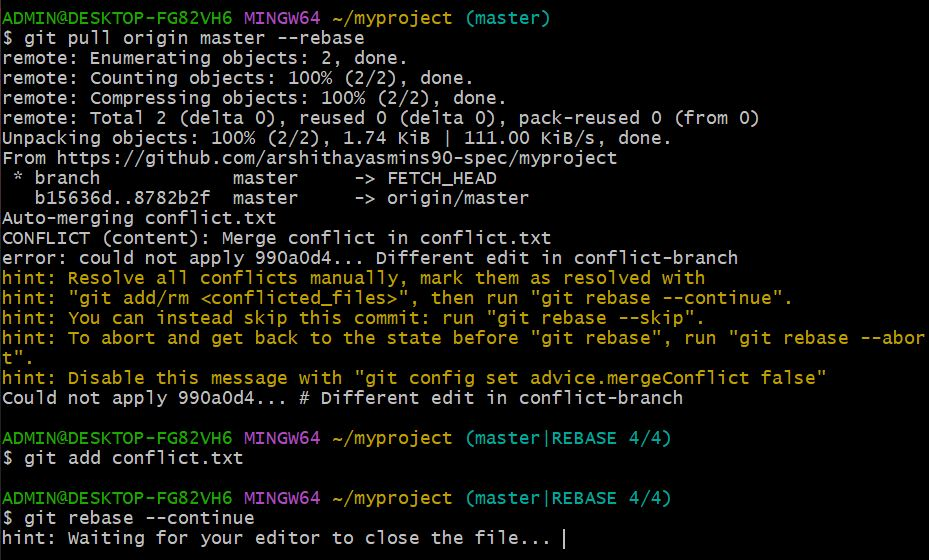 ADMIN@DESKTOP-FG82VH6 MINGW64 ~/myproject (master)
$ git pull origin master --rebase
remote: Enumerating objects: 2, done.
remote: Counting objects: 100% (2/2), done.
remote: Compressing objects: 100% (2/2), done.
remote: Total 2 (delta 0), reused 0 (delta 0), pack-reused 0 (from 0)
Unpacking objects: 100% (2/2), 1.74 KiB | 111.00 KiB/s, done.
From https://github.com/arshithayasmins90-spec/myproject
 * branch            master     -> FETCH_HEAD
   b15636d..8782b2f  master     -> origin/master
Auto-merging conflict.txt
CONFLICT (content): Merge conflict in conflict.txt
error: could not apply 990a0d4... Different edit in conflict-branch
hint: Resolve all conflicts manually, mark them as resolved with
hint: "git add/rm <conflicted_files>", then run "git rebase --continue".
hint: You can instead skip this commit: run "git rebase --skip".
hint: To abort and get back to the state before "git rebase", run "git rebase --abor
t".
hint: Disable this message with "git config set advice.mergeConflict false"
Could not apply 990a0d4... # Different edit in conflict-branch
ADMIN@DESKTOP-FG82VH6 MINGW64 ~/myproject (master|REBASE 4/4)
$ git add conflict.txt
ADMIN@DESKTOP-FG82VH6 MINGW64 ~/myproject (master|REBASE 4/4)
$ git rebase --continue
hint: Waiting for your editor to close the file...